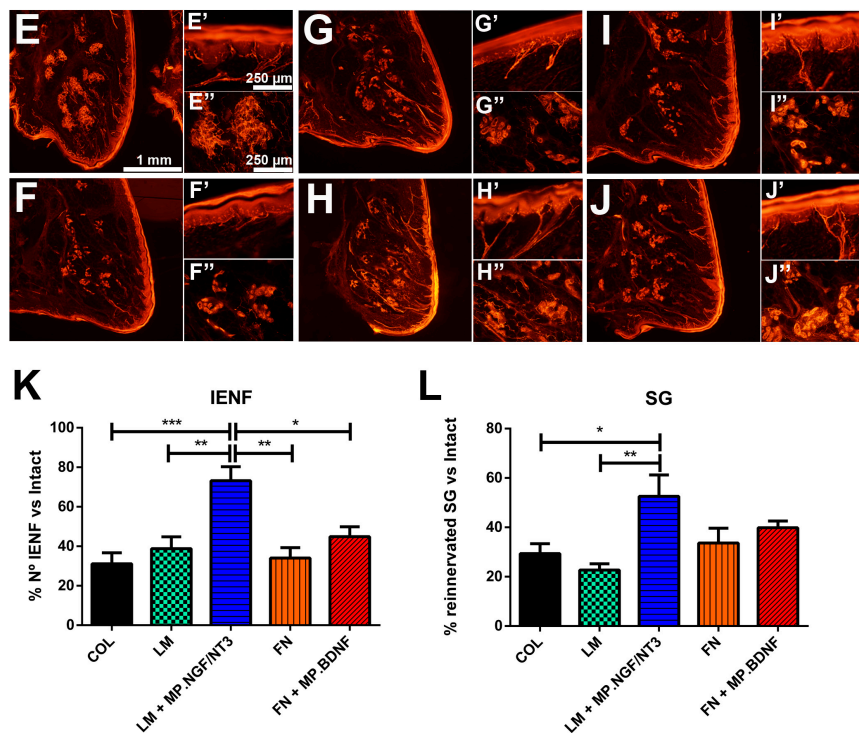 E
1 mm
E’
250 µm
E”
250 µm
G
G’
G”
I
I’
I”
F
F’
F”
H
H’
H”
J
J’
J”
K
IENF
% Nº IENF vs Intact
100
80
60
40
20
0
***
*
**
**
COL
LM
LM + MP.NGF/NT3
FN
FN + MP.BDNF
L
SG
% reinnervated SG vs Intact
80
60
40
20
0
*
**
COL
LM
LM + MP.NGF/NT3
FN
FN + MP.BDNF